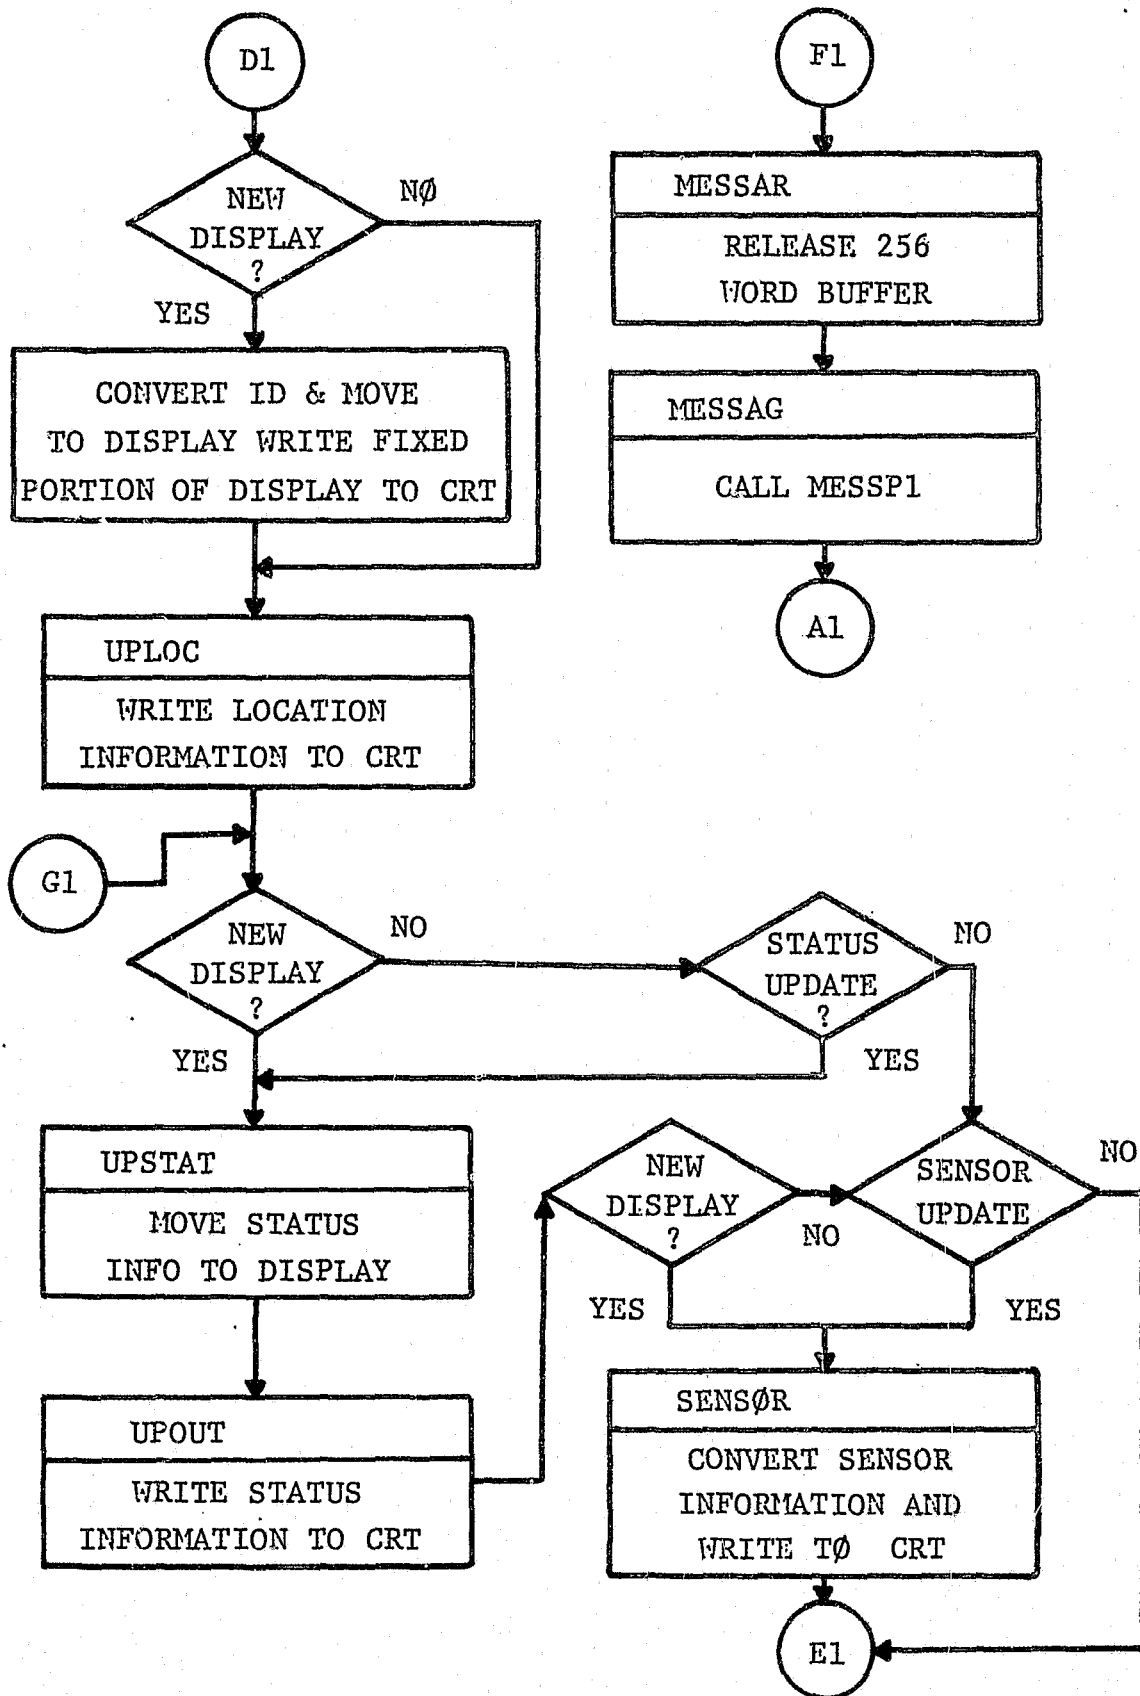 D1
NEW
DISPLAY
?
NØ
YES
CONVERT ID & MOVE
TO DISPLAY WRITE FIXED
PORTION OF DISPLAY TO CRT
UPLOC
WRITE LOCATION
INFORMATION TO CRT
G1
NEW
DISPLAY
?
NO
YES
STATUS
UPDATE
?
NO
YES
UPSTAT
MOVE STATUS
INFO TO DISPLAY
UPOUT
WRITE STATUS
INFORMATION TO CRT
NEW
DISPLAY
?
NO
YES
SENSOR
UPDATE
NO
YES
SENSØR
CONVERT SENSOR
INFORMATION AND
WRITE TØ CRT
E1
F1
MESSAR
RELEASE 256
WORD BUFFER
MESSAG
CALL MESSP1
A1